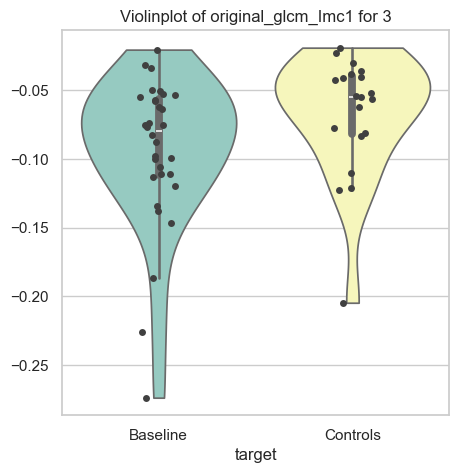 Violinplot of original_glcm_Imc1 for 3
−0.05
−0.10
−0.15
−0.20
−0.25
Baseline Controls
target